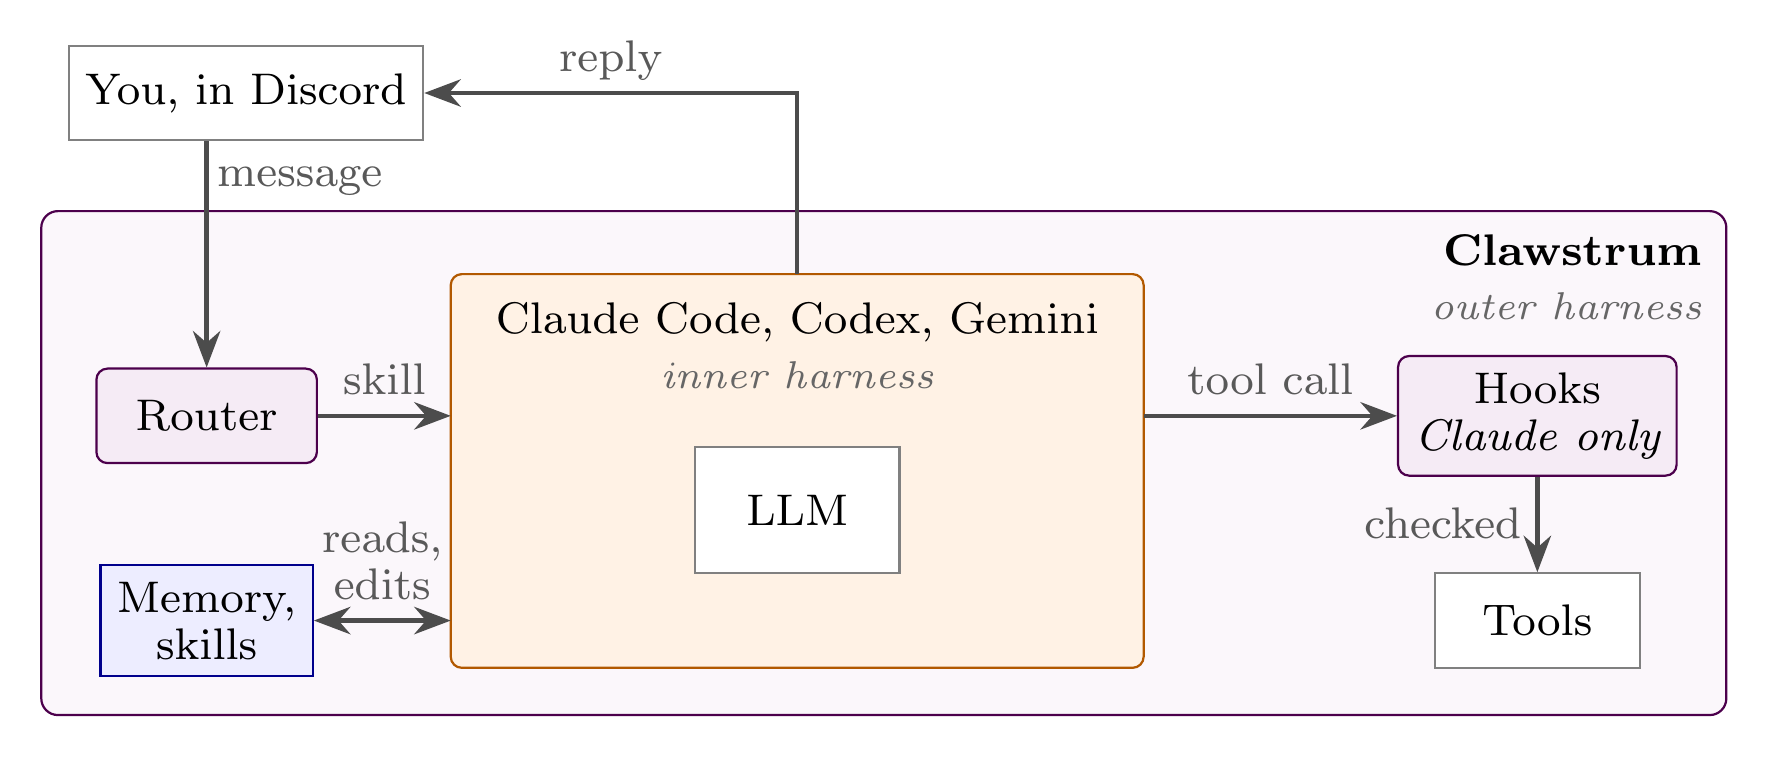 You, in Discord
reply
message
Clawstrum
outer harness
Claude Code, Codex, Gemini
inner harness
Router
skill
tool call
Hooks
Claude only
LLM
checked
reads,
edits
Memory,
skills
Tools